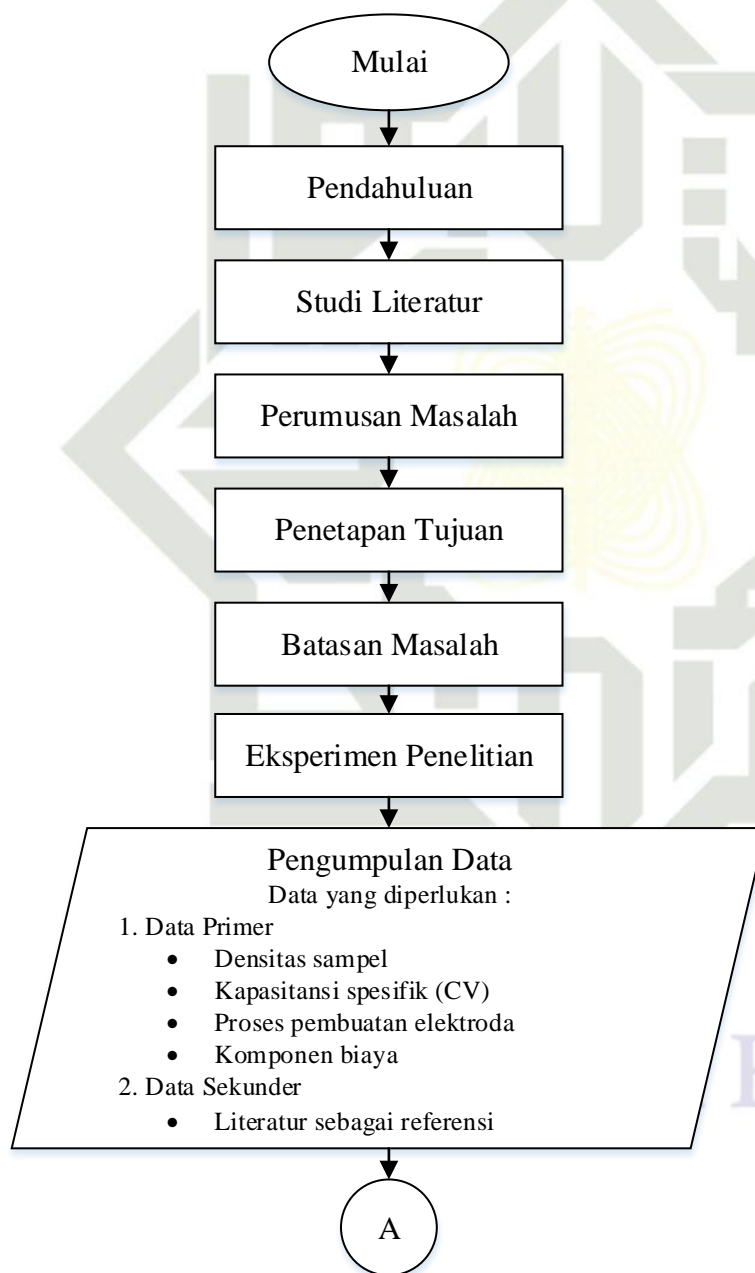 Mulai
Pendahuluan
Studi Literatur
Perumusan Masalah
Penetapan Tujuan
Batasan Masalah
Eksperimen Penelitian
Pengumpulan Data
Data yang diperlukan :
1. Data Primer
• Densitas sampel
• Kapasitansi spesifik (CV)
• Proses pembuatan elektroda
• Komponen biaya
2. Data Sekunder
• Literatur sebagai referensi
A